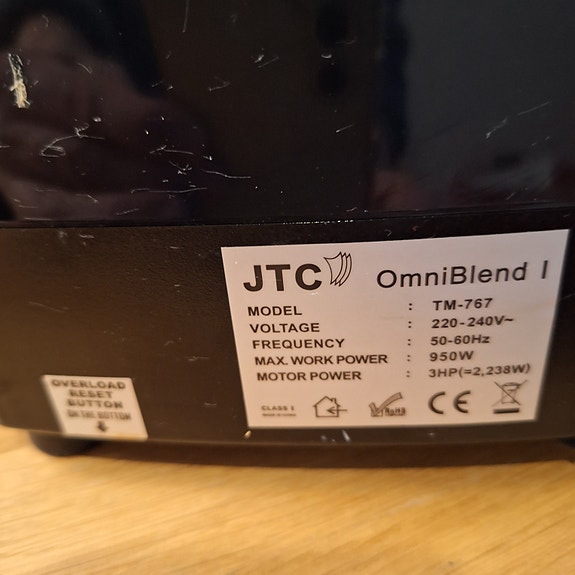 JTC OmniBlend I
MODEL : TM-767
VOLTAGE : 220-240V~
FREQUENCY : 50-60Hz
MAX. WORK POWER : 950W
MOTOR POWER : 3HP(=2,238W)
CLASS I
RoHS CE
OVERLOAD
RESET
BUTTON
ON THE BOTTOM